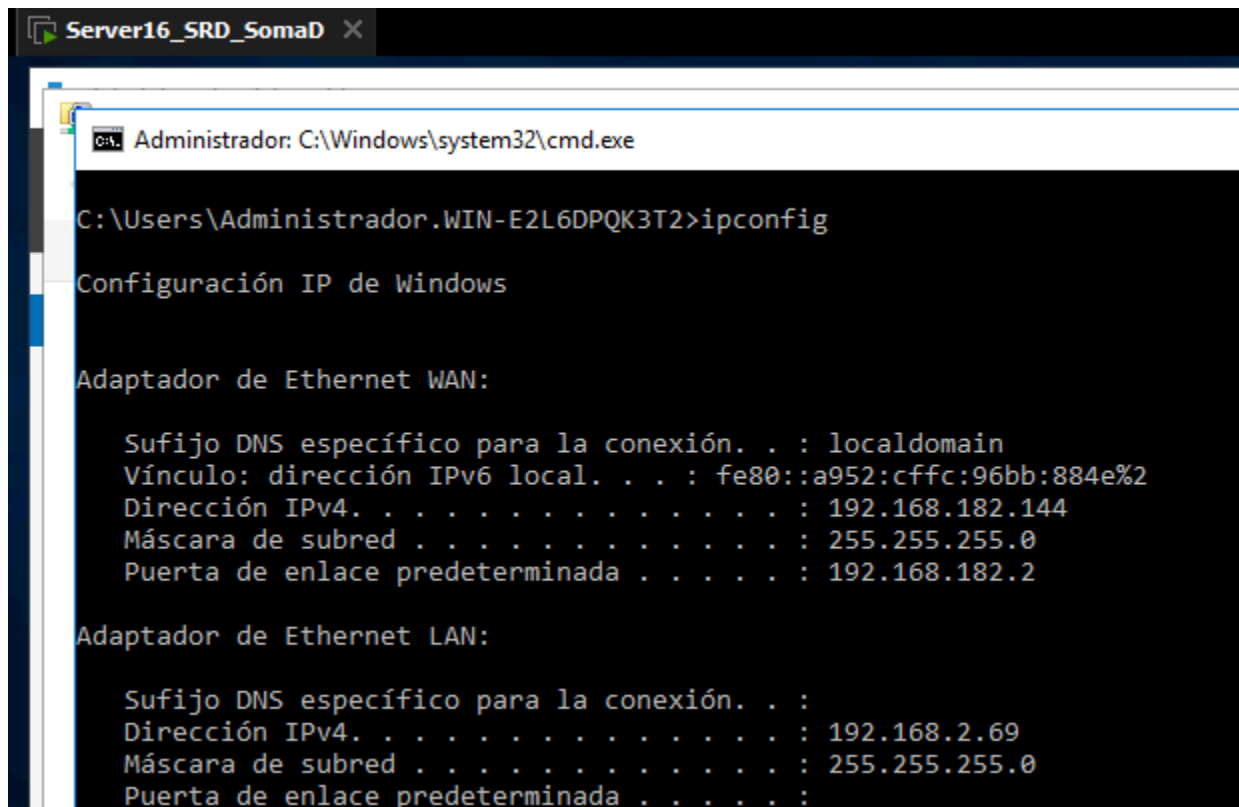 Server16_SRD_SomaD
Administrador: C:\Windows\system32\cmd.exe
C:\Users\Administrador.WIN-E2L6DPQK3T2>ipconfig
Configuración IP de Windows
Adaptador de Ethernet WAN:
Sufijo DNS específico para la conexión. . : localdomain
Vínculo: dirección IPv6 local. . . : fe80::a952:cffc:96bb:884e%2
Dirección IPv4. . . . . . . . . . . . . . : 192.168.182.144
Máscara de subred . . . . . . . . . . . . : 255.255.255.0
Puerta de enlace predeterminada . . . . . : 192.168.182.2
Adaptador de Ethernet LAN:
Sufijo DNS específico para la conexión. . :
Dirección IPv4. . . . . . . . . . . . . . : 192.168.2.69
Máscara de subred . . . . . . . . . . . . : 255.255.255.0
Puerta de enlace predeterminada . . . . . :